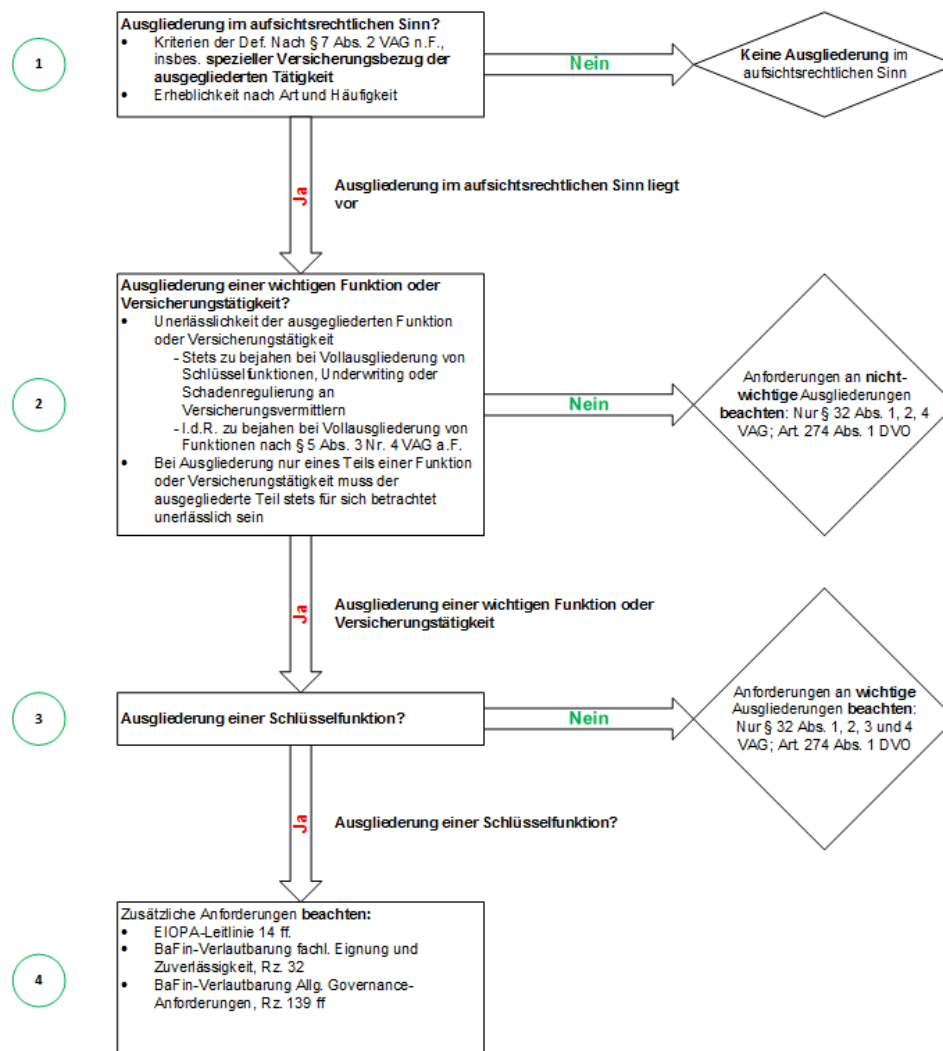 Ausgliederung im aufsichtsrechtlichen Sinn?
• Kriterien der Def. Nach § 7 Abs. 2 VAG n.F.,
insbes. spezieller Versicherungsbezug der
ausgegliederten Tätigkeit
• Erheblichkeit nach Art und Häufigkeit
1
Nein
Keine Ausgliederung im
aufsichtsrechtlichen Sinn
Ja
Ausgliederung im aufsichtsrechtlichen Sinn liegt
vor
Ausgliederung einer wichtigen Funktion oder
Versicherungstätigkeit?
• Unerlässlichkeit der ausgegliederten Funktion
oder Versicherungstätigkeit
- Stets zu bejahen bei Vollausgliederung von
Schlüsselfunktionen, Underwriting oder
Schadenregulierung an
Versicherungsvermittlern
- I.d.R. zu bejahen bei Vollausgliederung von
Funktionen nach § 5 Abs. 3 Nr. 4 VAG a.F.
• Bei Ausgliederung nur eines Teils einer Funktion
oder Versicherungstätigkeit muss der
ausgegliederte Teil stets für sich betrachtet
unerlässlich sein
2
Nein
Anforderungen an nicht-
wichtige Ausgliederungen
beachten: Nur § 32 Abs. 1, 2, 4
VAG; Art. 274 Abs. 1 DVO
Ja
Ausgliederung einer wichtigen Funktion oder
Versicherungstätigkeit
3
Ausgliederung einer Schlüsselfunktion?
Nein
Anforderungen an wichtige
Ausgliederungen beachten:
Nur § 32 Abs. 1, 2, 3 und 4
VAG; Art. 274 Abs. 1 DVO
Ja
Ausgliederung einer Schlüsselfunktion?
Zusätzliche Anforderungen beachten:
• EIOPA-Leitlinie 14 ff.
• BaFin-Verlautbarung fachl. Eignung und
Zuverlässigkeit, Rz. 32
• BaFin-Verlautbarung Allg. Governance-
Anforderungen, Rz. 139 ff
4